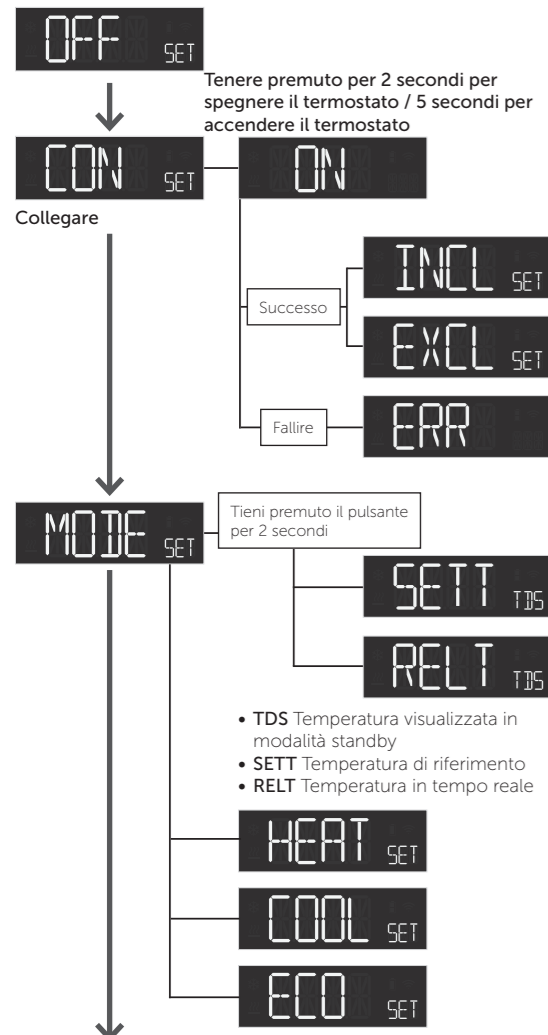 OFF SET
Tenere premuto per 2 secondi per
spegnere il termostato / 5 secondi per
accendere il termostato
CON SET
ON
Collegare
INCL SET
Successo
EXCL SET
Fallire
ERR
MODE SET
Tieni premuto il pulsante
per 2 secondi
SETT TDS
RELT TDS
• TDS Temperatura visualizzata in
modalità standby
• SETT Temperatura di riferimento
• RELT Temperatura in tempo reale
HEAT SET
COOL SET
ECO SET